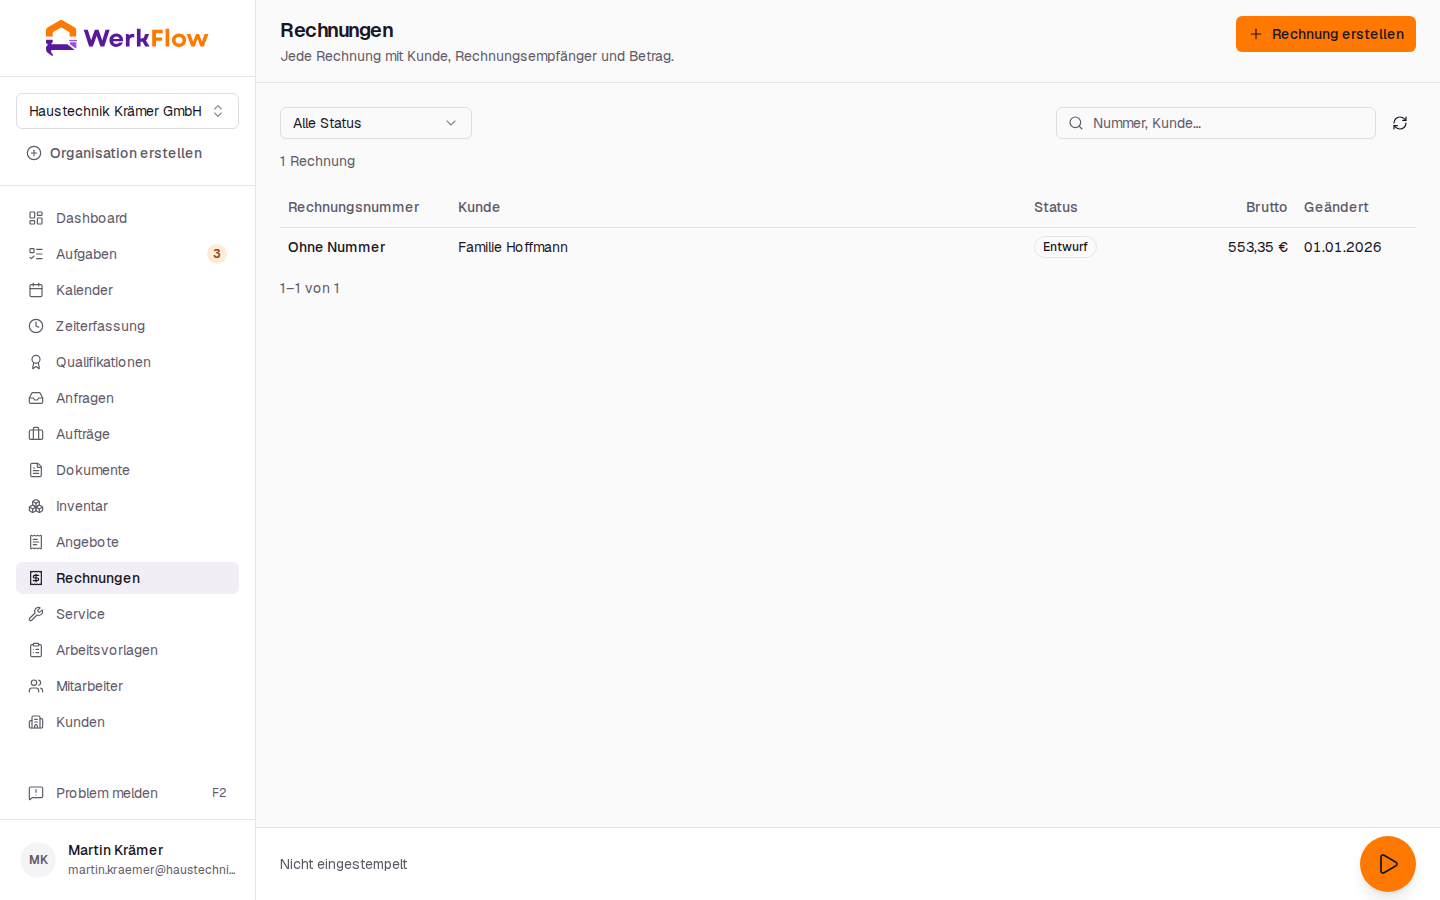 WerkFlow
Haustechnik Krämer GmbH
Organisation erstellen
Dashboard
Aufgaben 3
Kalender
Zeiterfassung
Qualifikationen
Anfragen
Aufträge
Dokumente
Inventar
Angebote
Rechnungen
Service
Arbeitsvorlagen
Mitarbeiter
Kunden
Problem melden F2
MK
Martin Krämer
martin.kraemer@haustechni...
Rechnungen
Jede Rechnung mit Kunde, Rechnungsempfänger und Betrag.
Rechnung erstellen
Alle Status
Nummer, Kunde...
1 Rechnung
Rechnungsnummer Kunde Status Brutto Geändert
Ohne Nummer Familie Hoffmann Entwurf 553,35 € 01.01.2026
1–1 von 1
Nicht eingestempelt